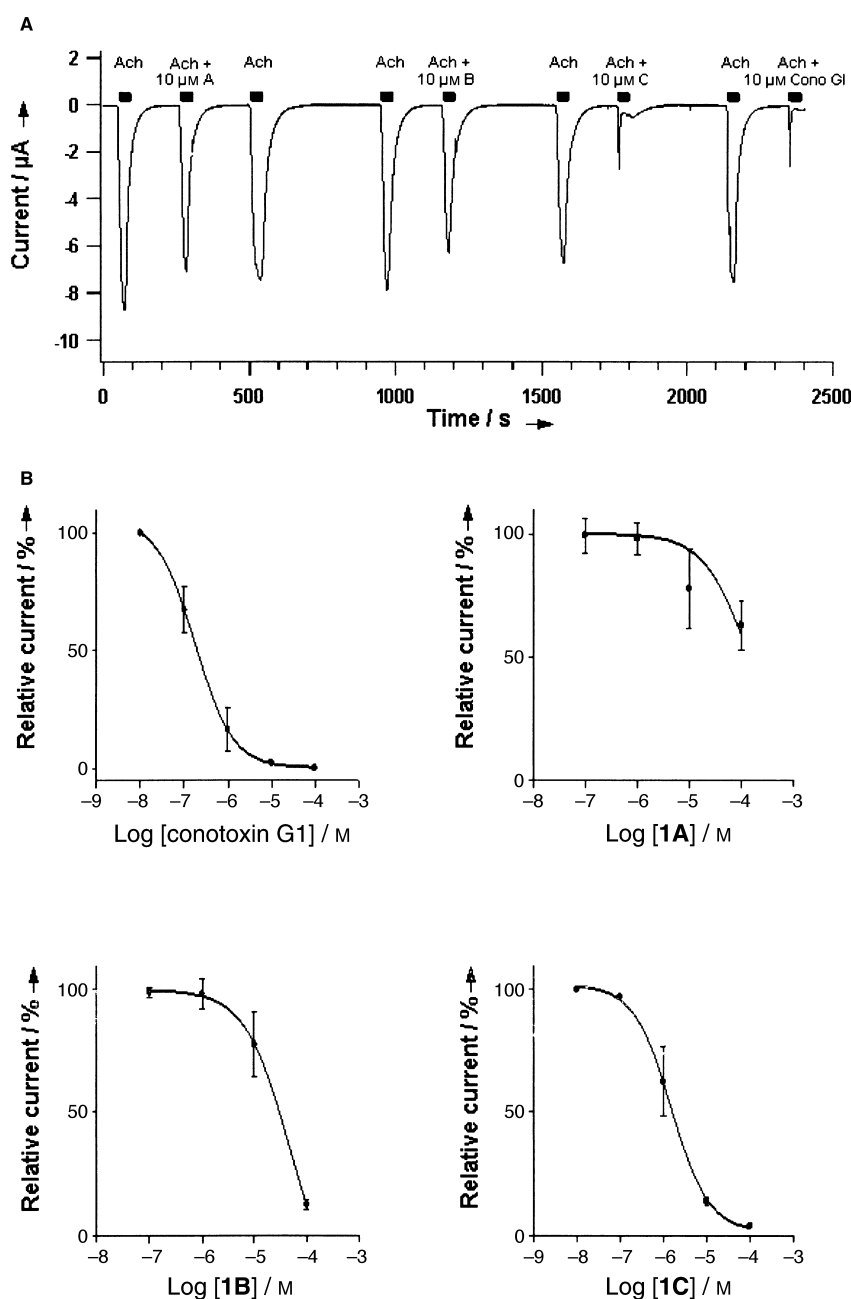 A
Ach Ach + 10 µM A Ach Ach Ach + 10 µM B Ach Ach + 10 µM C Ach Ach + 10 µM Cono GI
2
0
-2
-4
-6
-8
-10
Current / µA
0 500 1000 1500 2000 2500
Time / s
B
Relative current / %
100
50
0
–9 –8 –7 –6 –5 –4 –3
Log [conotoxin G1] / M
Relative current / %
100
50
0
–8 –7 –6 –5 –4 –3
Log [1A] / M
Relative current / %
100
50
0
–8 –7 –6 –5 –4 –3
Log [1B] / M
Relative current / %
100
50
0
–9 –8 –7 –6 –5 –4 –3
Log [1C] / M